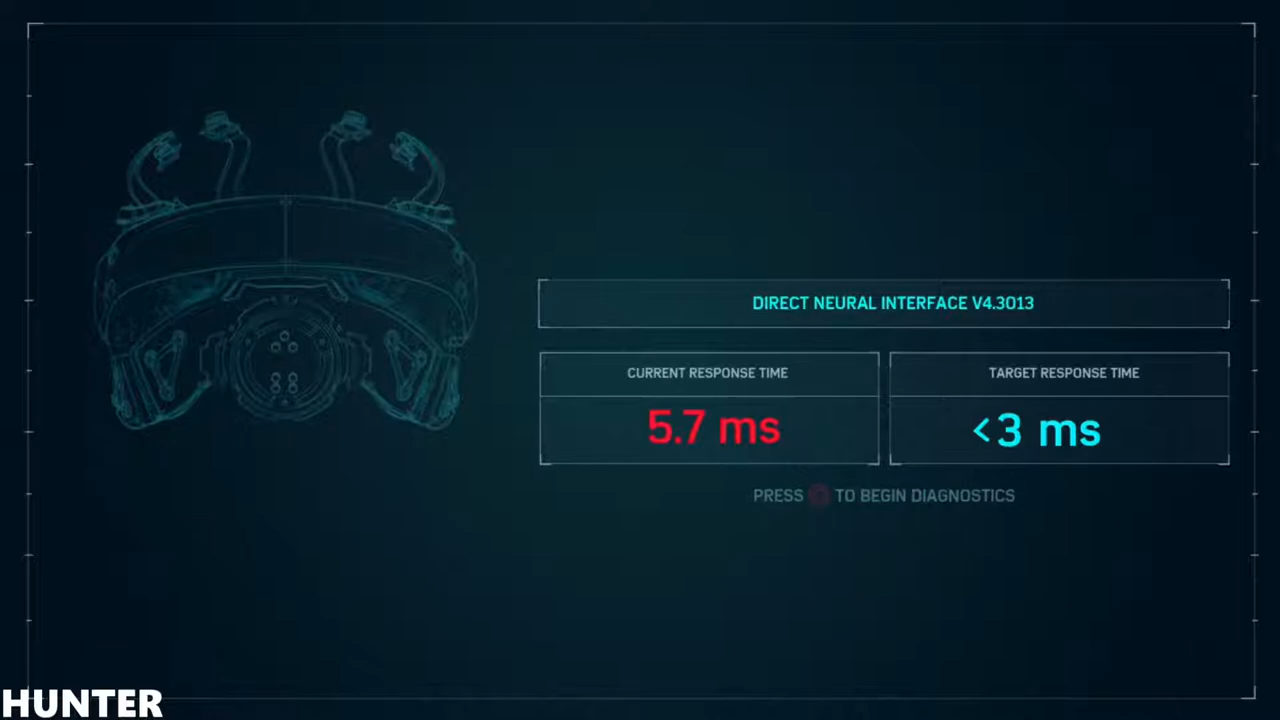 DIRECT NEURAL INTERFACE V4.3013
CURRENT RESPONSE TIME
TARGET RESPONSE TIME
5.7 ms
<3 ms
PRESS TO BEGIN DIAGNOSTICS
HUNTER